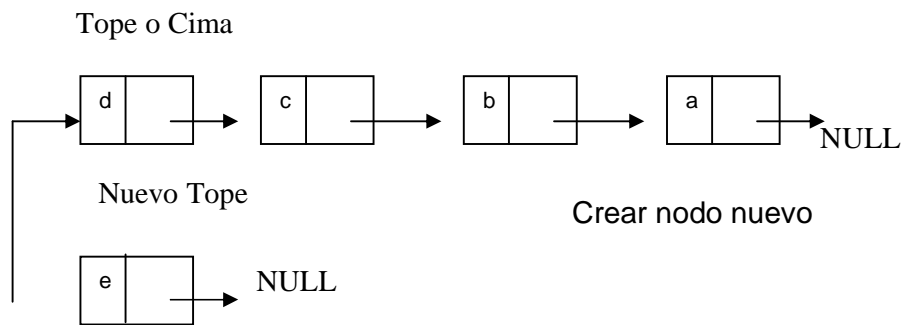 Tope o Cima
d c b a
NULL
Nuevo Tope
Crear nodo nuevo
e NULL